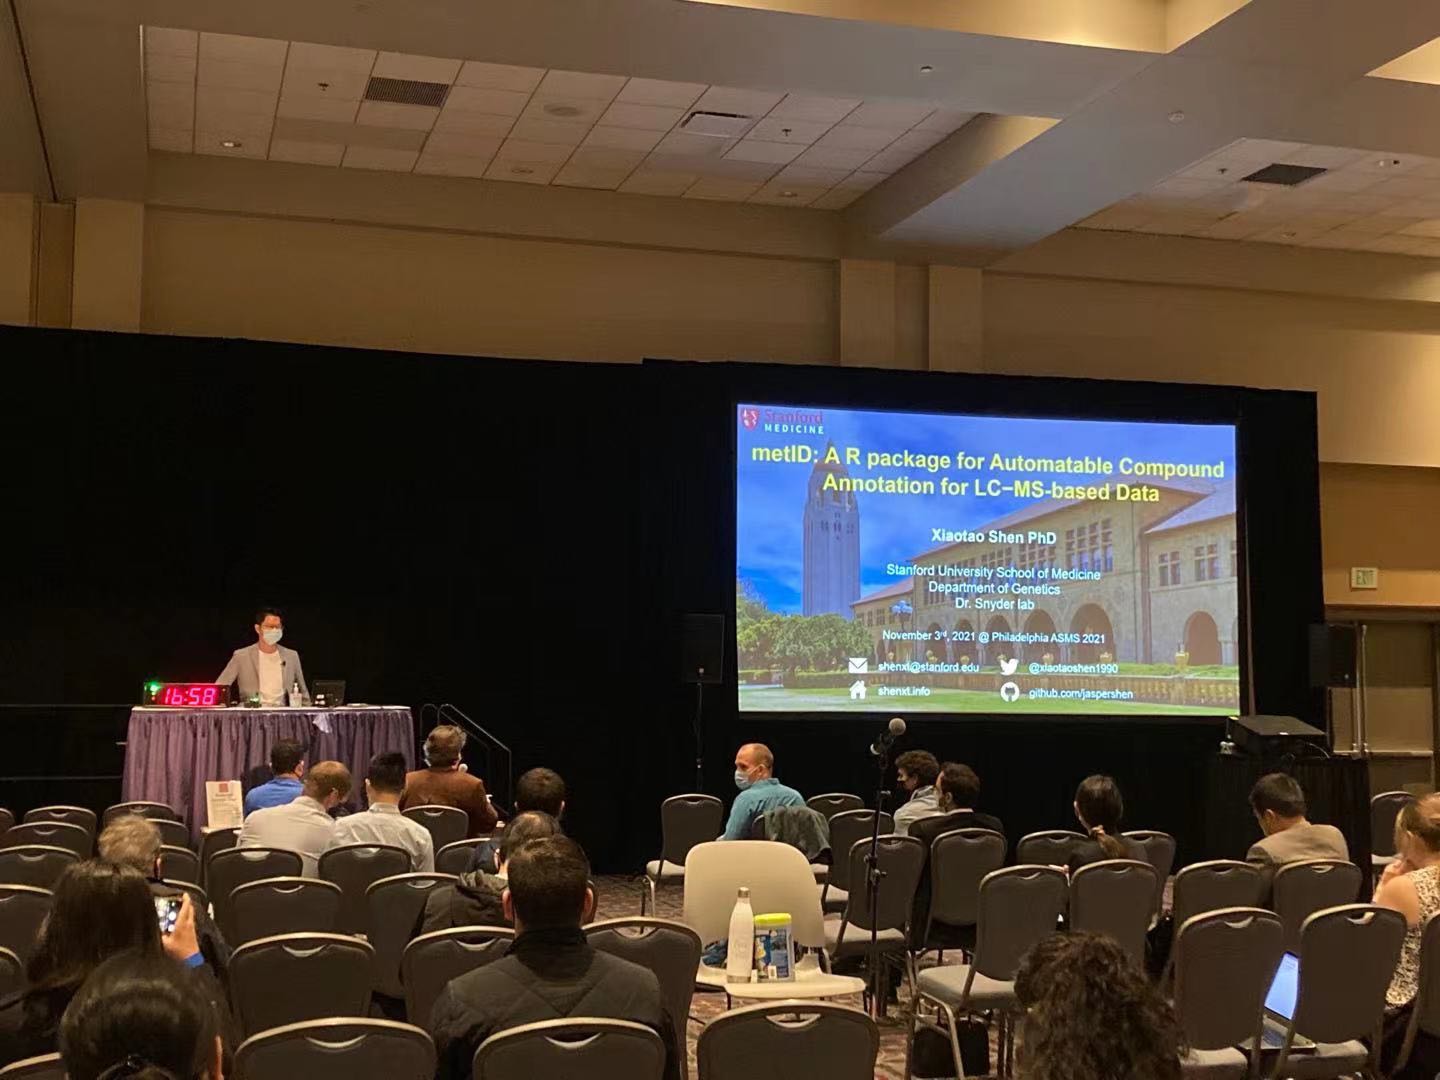 Stanford
MEDICINE
metID: A R package for Automatable Compound
Annotation for LC−MS-based Data
Xiaotao Shen PhD
Stanford University School of Medicine
Department of Genetics
Dr. Snyder lab
November 3rd, 2021 @ Philadelphia ASMS 2021
shenxt@stanford.edu
@xiaotaoshen1990
shenxt.info
github.com/jaspershen
16:58
EXIT